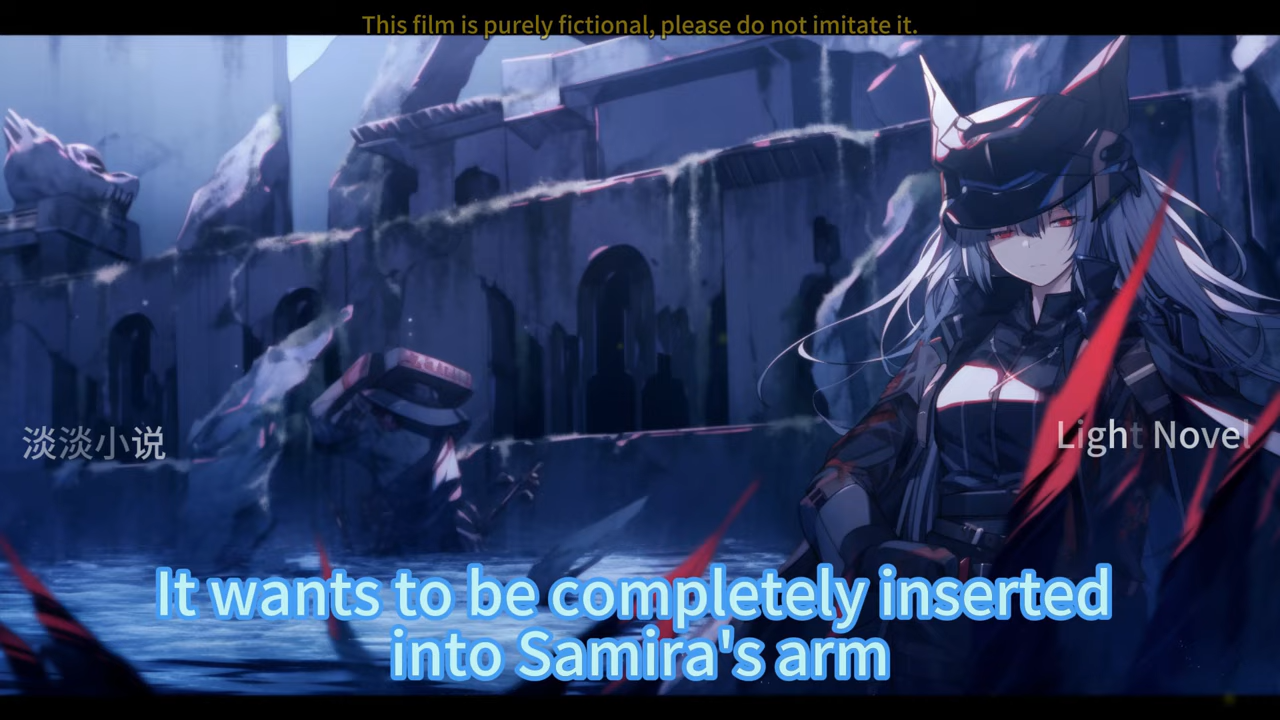 This film is purely fictional, please do not imitate it.
淡淡小说
Light Novel
It wants to be completely inserted
into Samira's arm